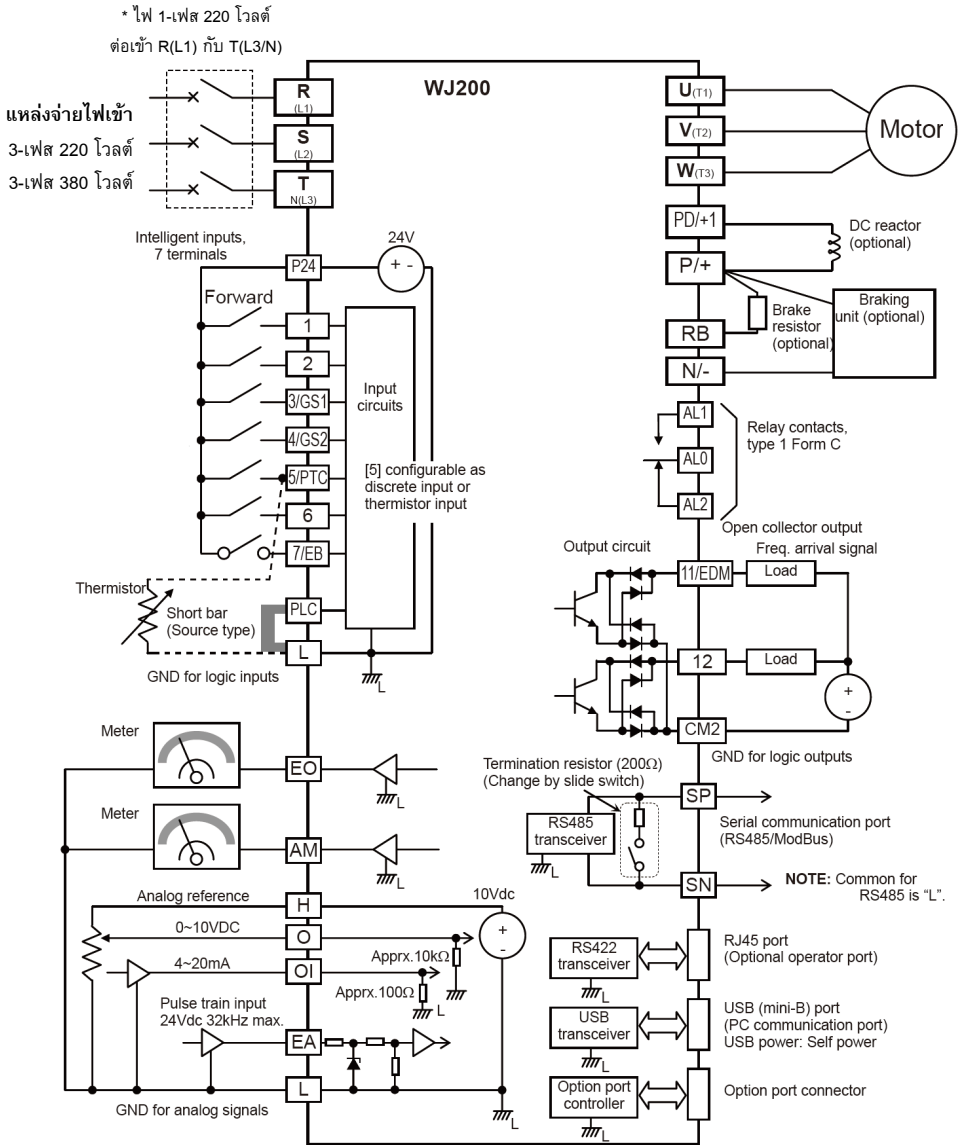 * ไฟ 1-เฟส 220 โวลต์
ต่อเข้า R(L1) กับ T(L3/N)
WJ200
แหล่งจ่ายไฟเข้า
3-เฟส 220 โวลต์
3-เฟส 380 โวลต์
R
(L1)
S
(L2)
T
N(L3)
U(T1)
V(T2)
W(T3)
Motor
PD/+1
P/+
RB
N/-
DC reactor
(optional)
Brake
resistor
(optional)
Braking
unit (optional)
Intelligent inputs,
7 terminals
24V
+ -
P24
Forward
1
2
3/GS1
4/GS2
5/PTC
6
7/EB
PLC
L
Input
circuits
[5] configurable as
discrete input or
thermistor input
Thermistor
Short bar
(Source type)
GND for logic inputs
L
AL1
AL0
AL2
Relay contacts,
type 1 Form C
Open collector output
Output circuit
Freq. arrival signal
11/EDM
Load
12
Load
+
-
CM2
GND for logic outputs
Meter
EO
L
Meter
AM
L
Termination resistor (200Ω)
(Change by slide switch)
RS485
transceiver
L
SP
Serial communication port
(RS485/ModBus)
SN
NOTE: Common for
RS485 is “L”.
Analog reference
H
10Vdc
+
-
0~10VDC
O
Apprx.10kΩ
4~20mA
OI
Apprx.100Ω
L
Pulse train input
24Vdc 32kHz max.
EA
L
GND for analog signals
L
RS422
transceiver
L
RJ45 port
(Optional operator port)
USB
transceiver
L
USB (mini-B) port
(PC communication port)
USB power: Self power
Option port
controller
L
Option port connector